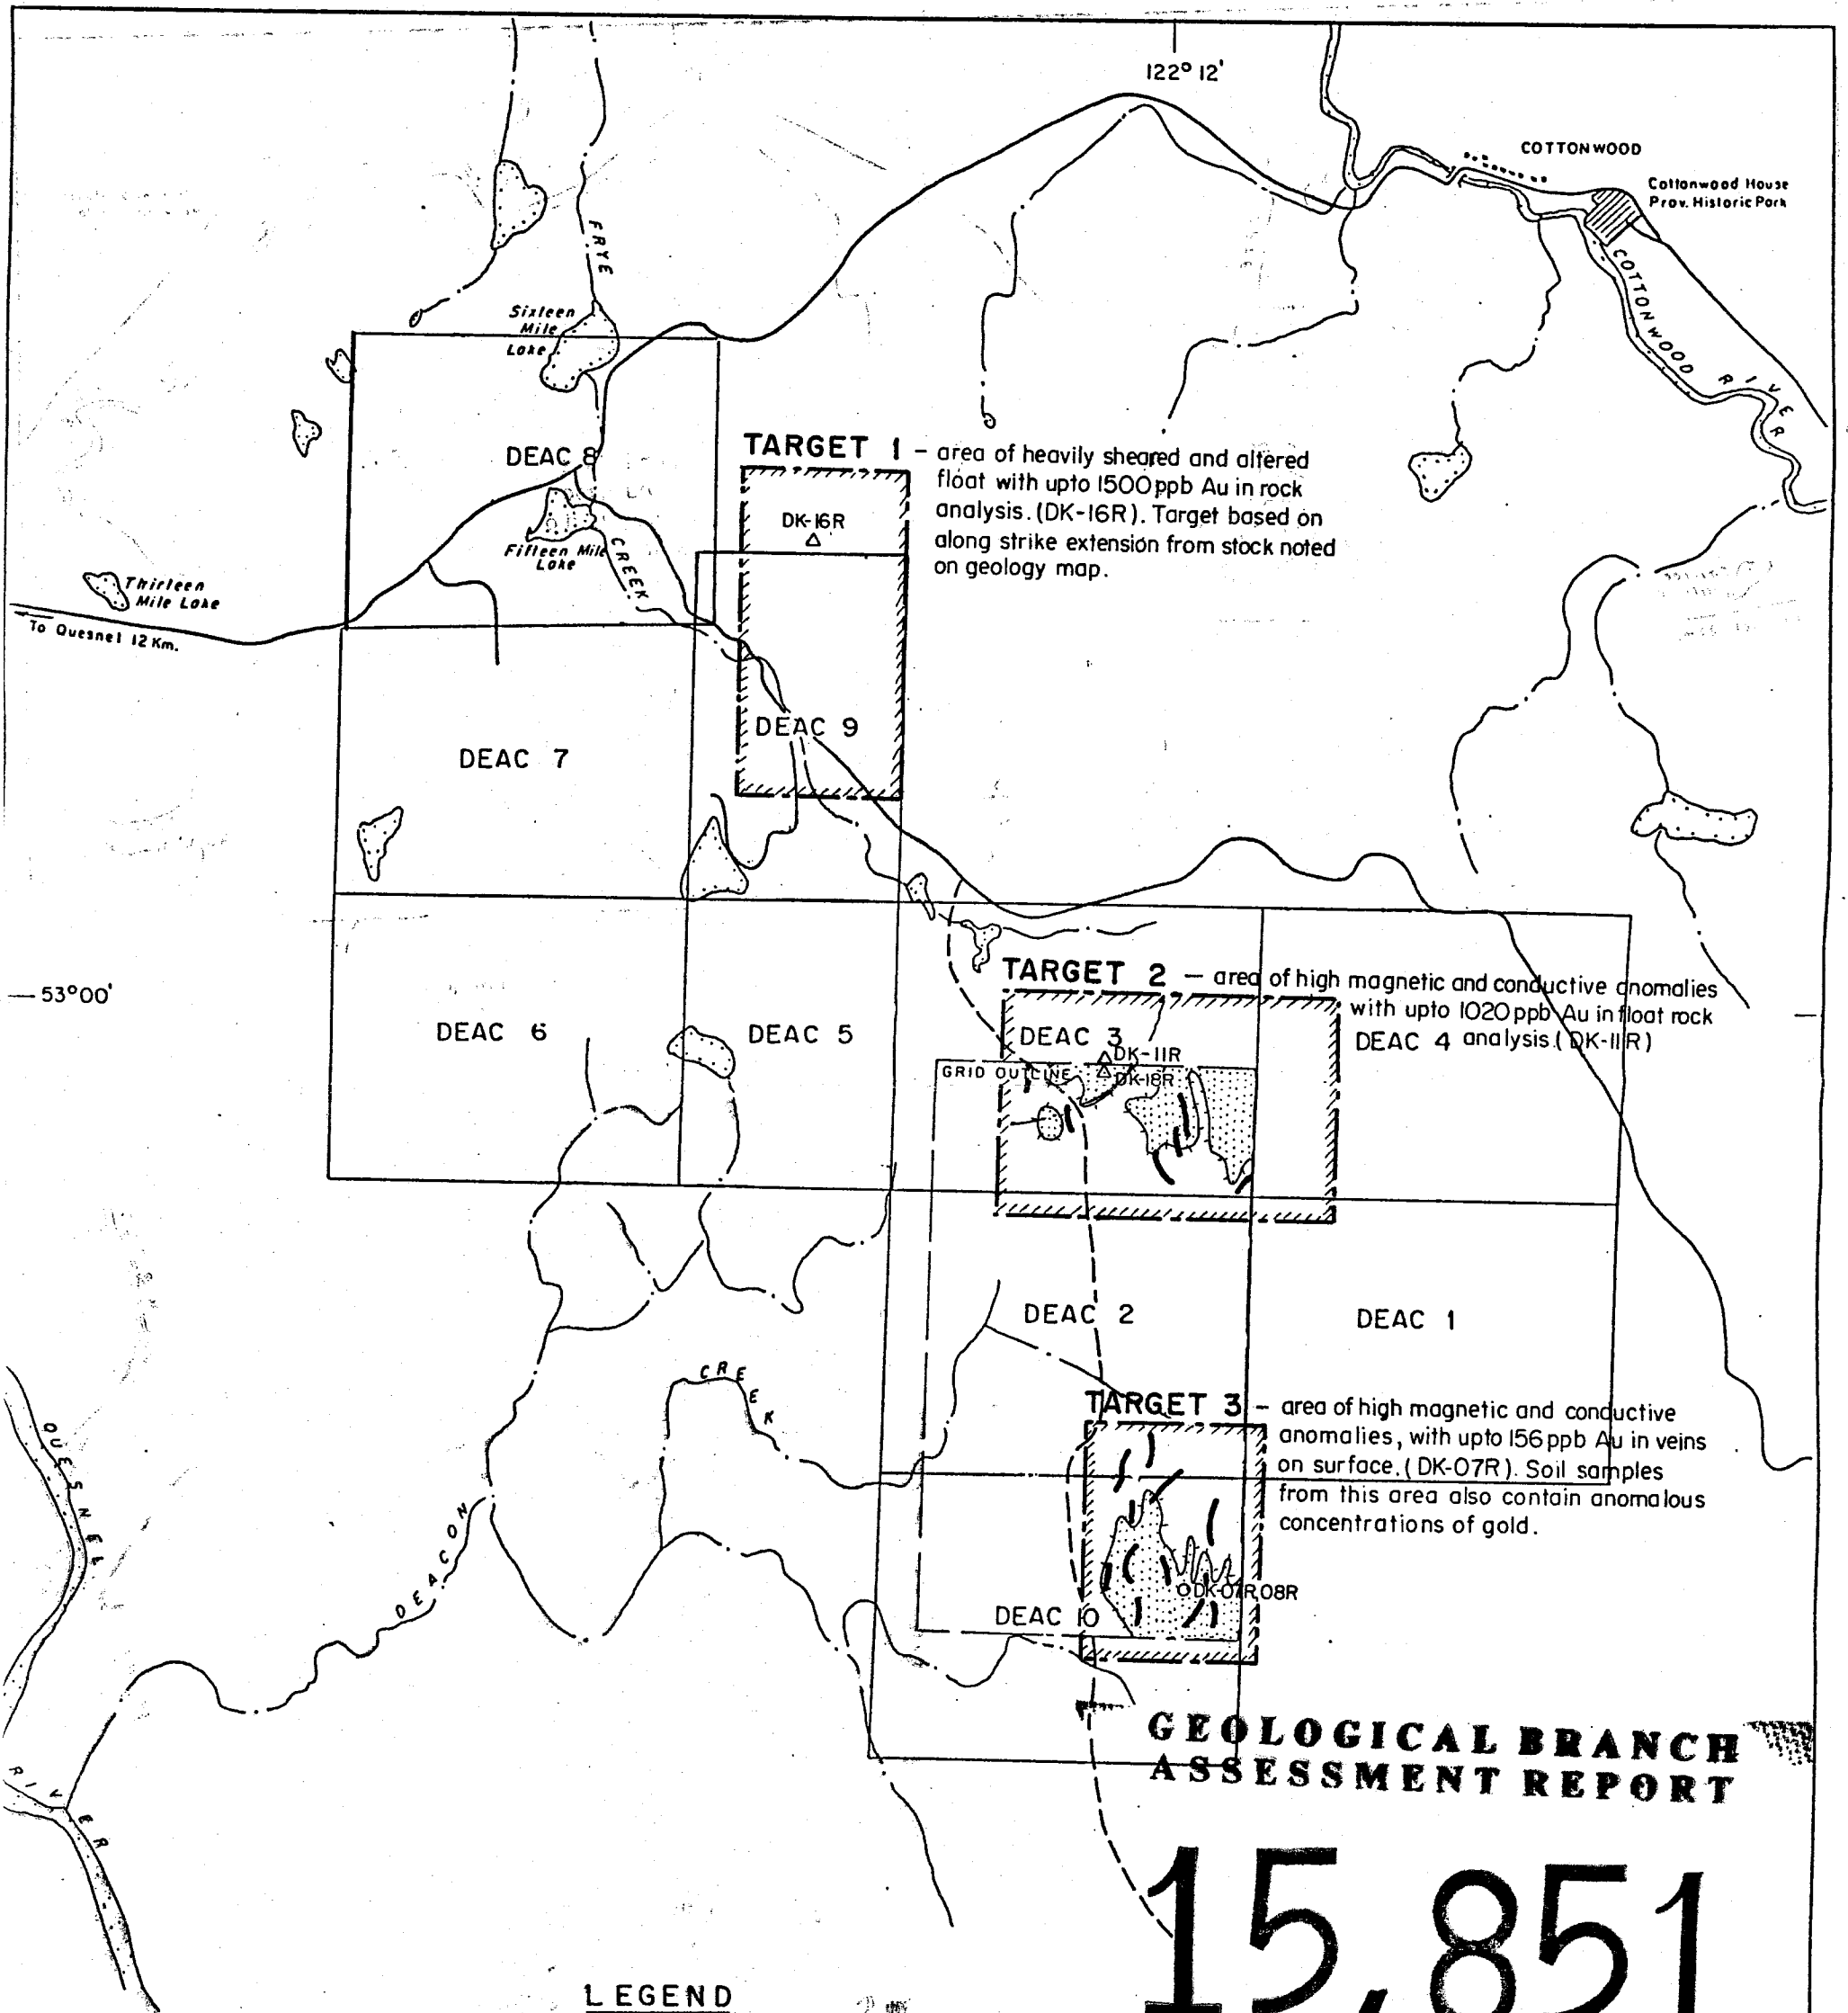 122° 12'
COTTONWOOD
Cottonwood House
Prov. Historic Park
FRYE
Sixteen
Mile
Lake
COTTONWOOD RIVER
DEAC 8
TARGET 1 – area of heavily sheared and altered
float with upto 1500 ppb Au in rock
analysis. (DK-16R). Target based on
along strike extension from stock noted
on geology map.
DK-16R
Fifteen Mile
Lake
CREEK
Thirteen
Mile Lake
To Quesnel 12 Km.
DEAC 9
DEAC 7
TARGET 2 – area of high magnetic and conductive anomalies
with upto 1020 ppb Au in float rock
analysis. (DK-11R)
53°00'
DEAC 6
DEAC 5
DEAC 3
DEAC 4
DK-11R
GRID OUTLINE
DK-18R
DEAC 2
DEAC 1
CREEK
TARGET 3 – area of high magnetic and conductive
anomalies, with upto 156 ppb Au in veins
on surface. (DK-07R). Soil samples
from this area also contain anomalous
concentrations of gold.
QUESNEL
DEACON
DK-07R,08R
DEAC 10
GEOLOGICAL BRANCH
ASSESSMENT REPORT
RIVER
15,851
LEGEND